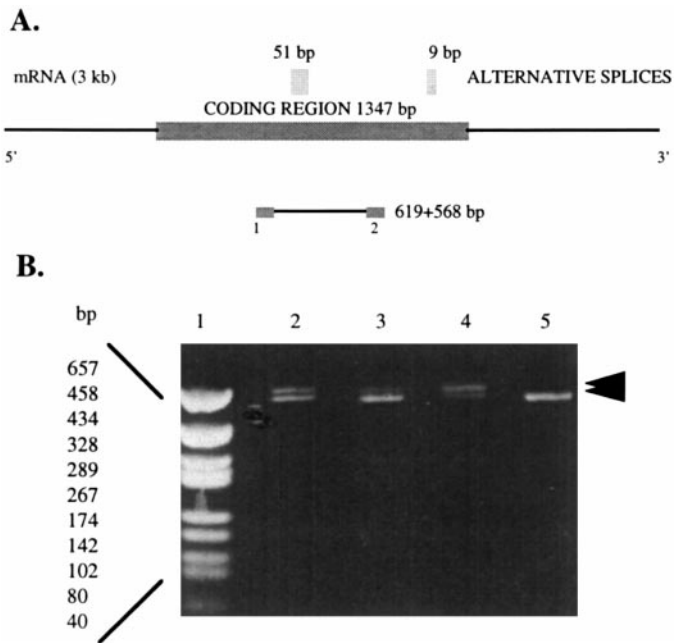 A.
51 bp
9 bp
mRNA (3 kb)
ALTERNATIVE SPLICES
CODING REGION 1347 bp
5'
3'
619+568 bp
1
2
B.
bp
1
2
3
4
5
657
458
434
328
289
267
174
142
102
80
40